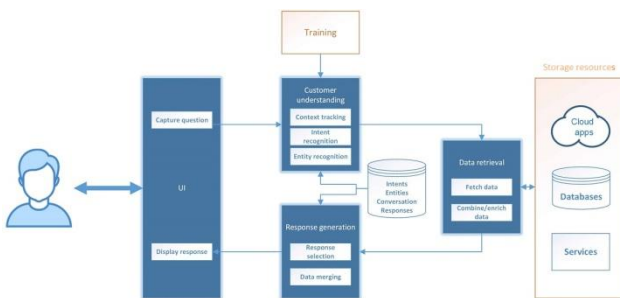 Training
Storage resources
Customer
understanding
Capture question
Context tracking
Intent
recognition
Entity recognition
Cloud
apps
Data retrieval
Intents
Entities
Conversation
Responses
Fetch data
Combine/enrich
data
Databases
UI
Response generation
Display response
Response
selection
Data merging
Services